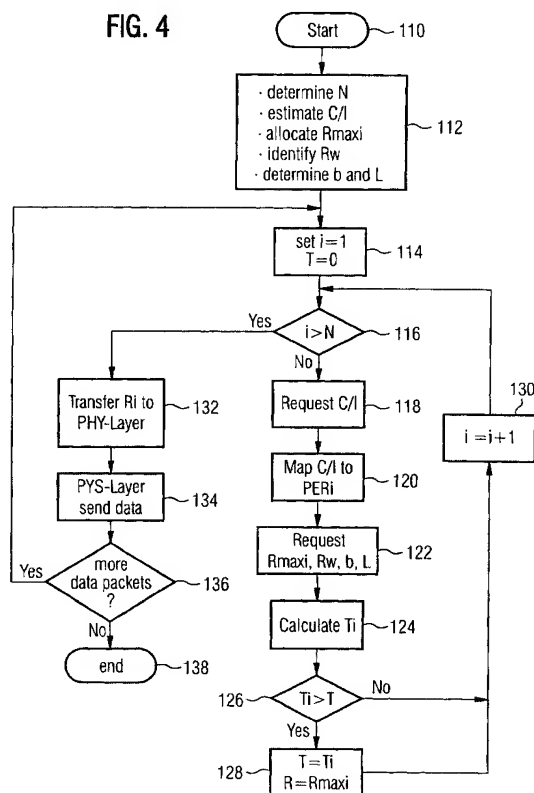 FIG. 4
Start
110
· determine N
· estimate C/I
· allocate Rmaxi
· identify Rw
· determine b and L
112
set i=1
T=0
114
i>N
116
Yes
No
Request C/I
118
Map C/I to
PERi
120
Request
Rmaxi, Rw, b, L
122
Calculate Ti
124
Ti>T
126
No
Yes
T=Ti
R=Rmaxi
128
130
i=i+1
Transfer Ri to
PHY-Layer
132
PYS-Layer
send data
134
more
data packets
?
136
Yes
No
end
138